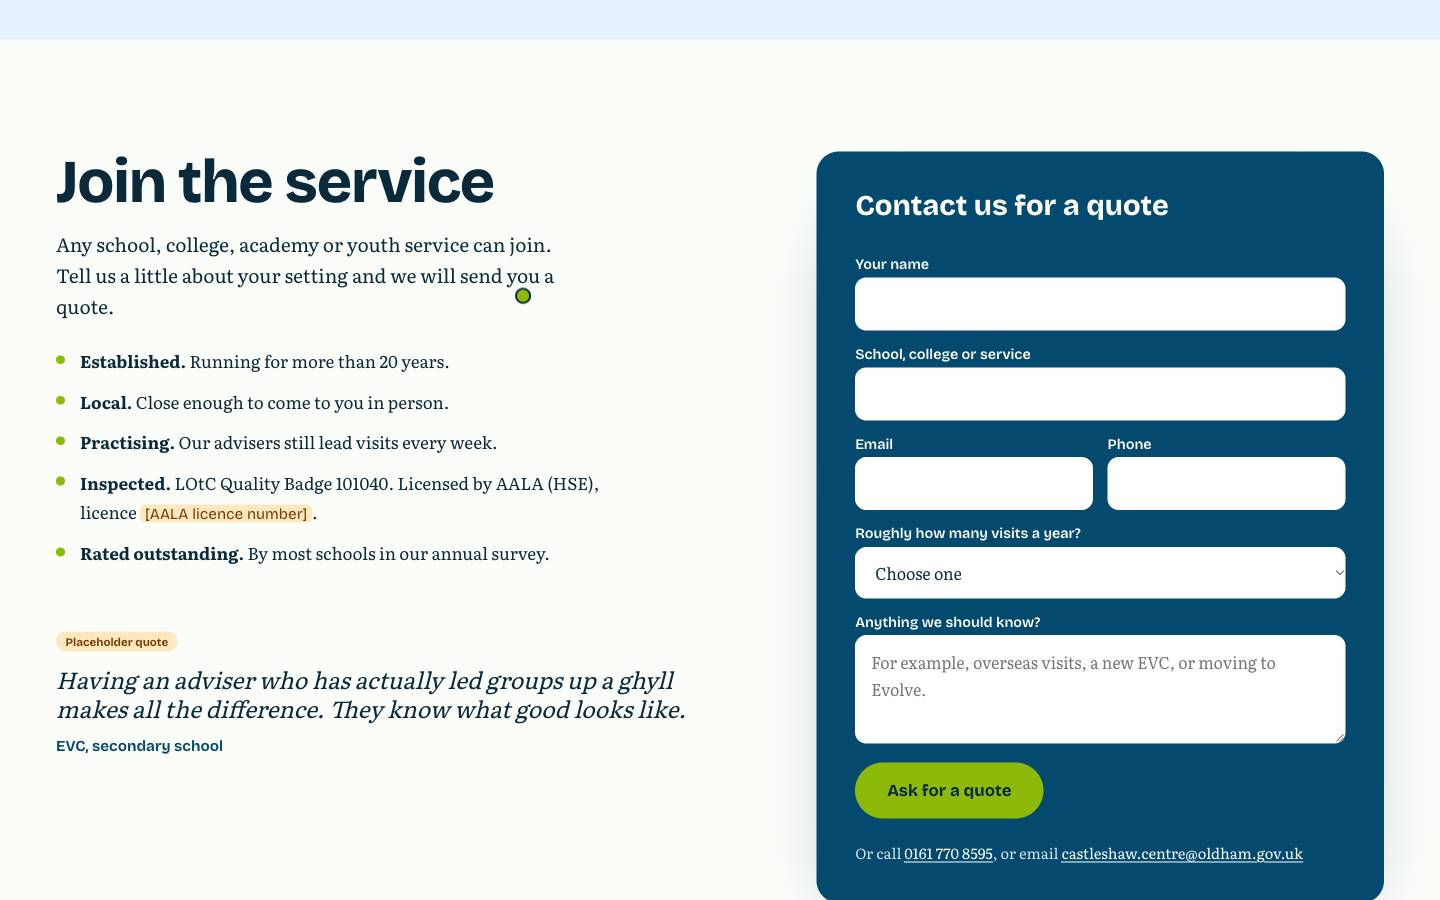 Join the service
Any school, college, academy or youth service can join.
Tell us a little about your setting and we will send you a
quote.
Established. Running for more than 20 years.
Local. Close enough to come to you in person.
Practising. Our advisers still lead visits every week.
Inspected. LOtC Quality Badge 101040. Licensed by AALA (HSE),
licence [AALA licence number].
Rated outstanding. By most schools in our annual survey.
Placeholder quote
Having an adviser who has actually led groups up a ghyll
makes all the difference. They know what good looks like.
EVC, secondary school
Contact us for a quote
Your name
School, college or service
Email
Phone
Roughly how many visits a year?
Choose one
Anything we should know?
For example, overseas visits, a new EVC, or moving to
Evolve.
Ask for a quote
Or call 0161 770 8595, or email castleshaw.centre@oldham.gov.uk